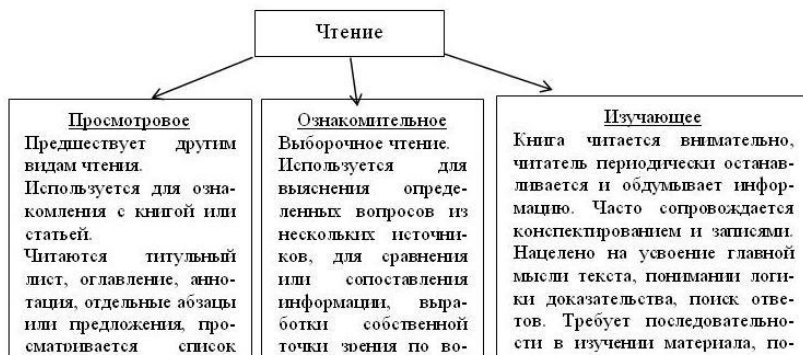 Чтение
Просмотровое
Предшествует другим
видам чтения.
Используется для озна-
комления с книгой или
статьей.
Читаются титульный
лист, оглавление, анно-
тация, отдельные абзацы
или предложения, про-
сматривается список
Ознакомительное
Выборочное чтение.
Используется для
выяснения опреде-
ленных вопросов из
нескольких источни-
ков, для сравнения
или сопоставления
информации, выра-
ботки собственной
точки зрения по во-
Изучающее
Книга читается внимательно,
читатель периодически останав-
ливается и обдумывает инфор-
мацию. Часто сопровождается
конспектированием и записями.
Нацелено на усвоение главной
мысли текста, понимании логи-
ки доказательства, поиск отве-
тов. Требует последовательно-
сти в изучении материала, по-